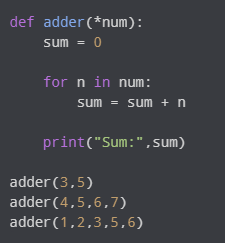 def adder(*num):
    sum = 0

    for n in num:
        sum = sum + n

    print("Sum:",sum)

adder(3,5)
adder(4,5,6,7)
adder(1,2,3,5,6)